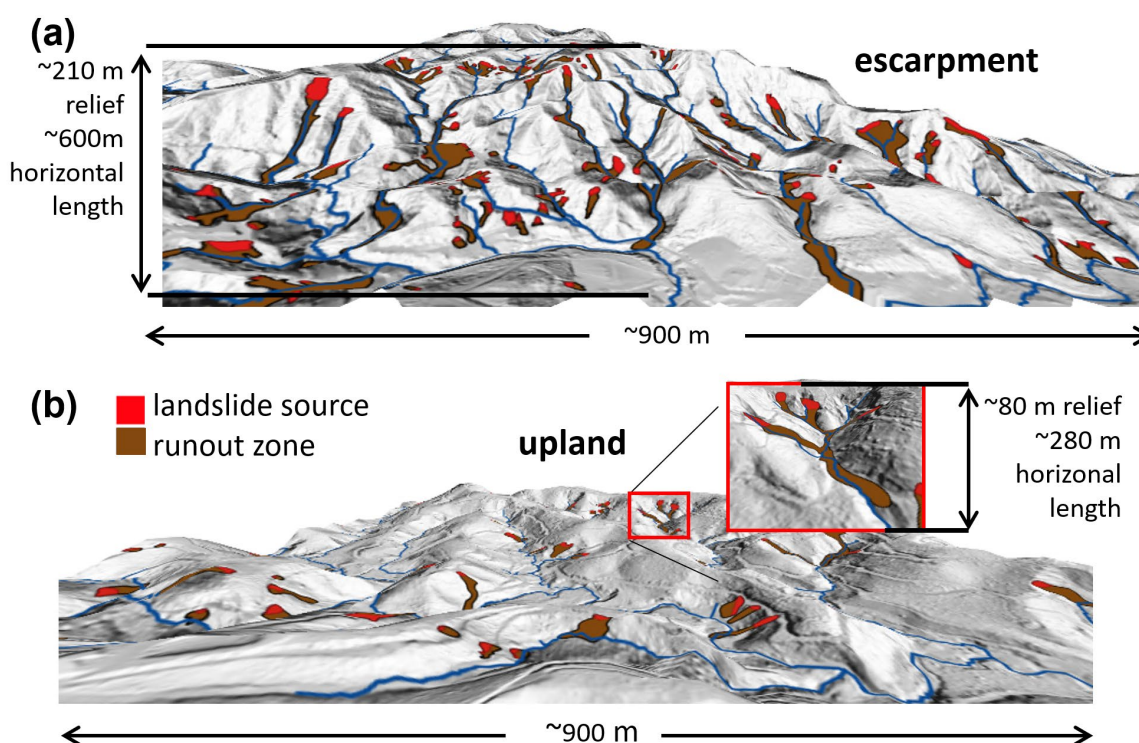 (a)
~210 m
relief
~600m
horizontal
length
escarpment
~900 m
(b)
landslide source
runout zone
upland
~80 m relief
~280 m
horizonal
length
~900 m